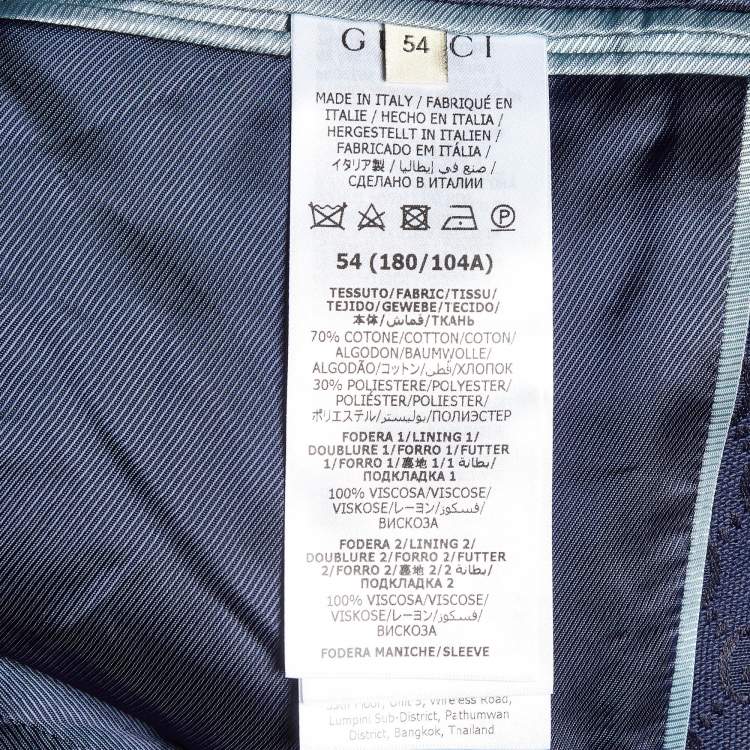 GUCCI
54
MADE IN ITALY / FABRIQUÉ EN
ITALIE / HECHO EN ITALIA /
HERGESTELLT IN ITALIEN /
FABRICADO EM ITÁLIA /
イタリア製 / صنع في إيطاليا /
СДЕЛАНО В ИТАЛИИ
54 (180/104A)
TESSUTO/FABRIC/TISSU/
TEJIDO/GEWEBE/TECIDO/
本体/قماش/ТКАНЬ
70% COTONE/COTTON/COTON/
ALGODON/BAUMWOLLE/
ALGODÃO/コットン/قطن/ХЛОПОК
30% POLIESTERE/POLYESTER/
POLIÉSTER/POLYESTER/
ポリエステル/بوليستر/ПОЛИЭСТЕР
FODERA 1/LINING 1/
DOUBLURE 1/FORRO 1/FUTTER
1/FORRO 1/裏地 1/بطانة 1/
ПОДКЛАДКА 1
100% VISCOSA/VISCOSE/
VISKOSE/レーヨン/فسكوز/
ВИСКОЗА
FODERA 2/LINING 2/
DOUBLURE 2/FORRO 2/FUTTER
2/FORRO 2/裏地 2/بطانة 2/
ПОДКЛАДКА 2
100% VISCOSA/VISCOSE/
VISKOSE/レーヨン/فسكوز/
ВИСКОЗА
FODERA MANICHE/SLEEVE
Floor, Unit 5, Wireless Road,
Lumpini Sub-District, Pathumwan
District, Bangkok, Thailand